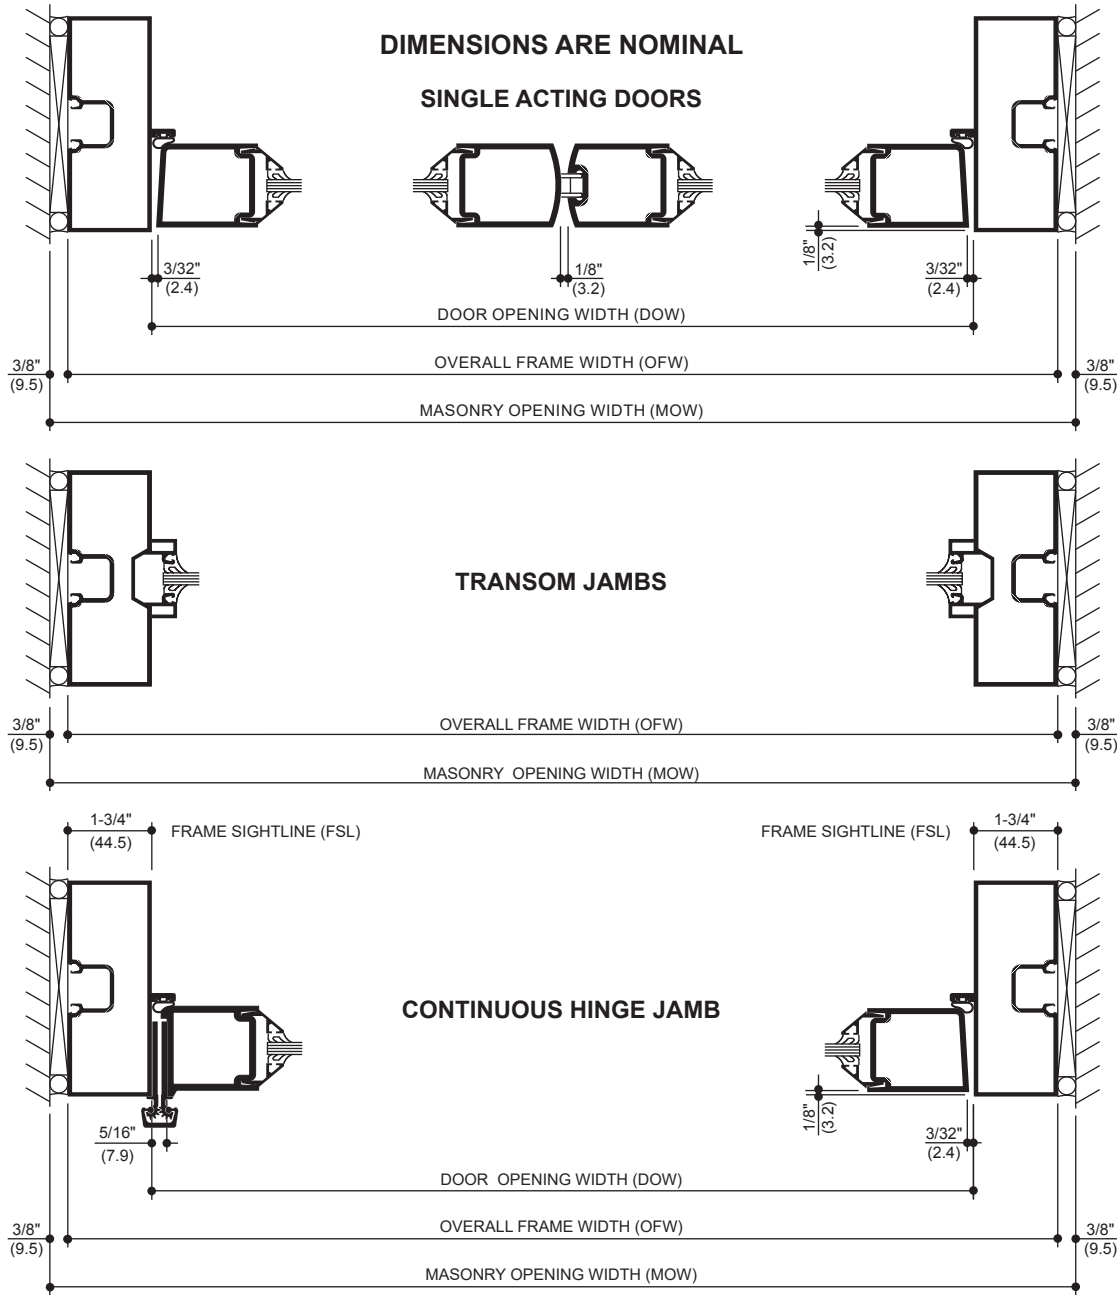 DIMENSIONS ARE NOMINAL
SINGLE ACTING DOORS
1/8"
(3.2)
3/32"
(2.4)
1/8"
(3.2)
3/32"
(2.4)
DOOR OPENING WIDTH (DOW)
3/8"
(9.5)
OVERALL FRAME WIDTH (OFW)
3/8"
(9.5)
MASONRY OPENING WIDTH (MOW)
TRANSOM JAMBS
3/8"
(9.5)
OVERALL FRAME WIDTH (OFW)
3/8"
(9.5)
MASONRY OPENING WIDTH (MOW)
1-3/4"
(44.5)
FRAME SIGHTLINE (FSL)
FRAME SIGHTLINE (FSL)
1-3/4"
(44.5)
CONTINUOUS HINGE JAMB
1/8"
(3.2)
5/16"
(7.9)
3/32"
(2.4)
DOOR OPENING WIDTH (DOW)
3/8"
(9.5)
OVERALL FRAME WIDTH (OFW)
3/8"
(9.5)
MASONRY OPENING WIDTH (MOW)